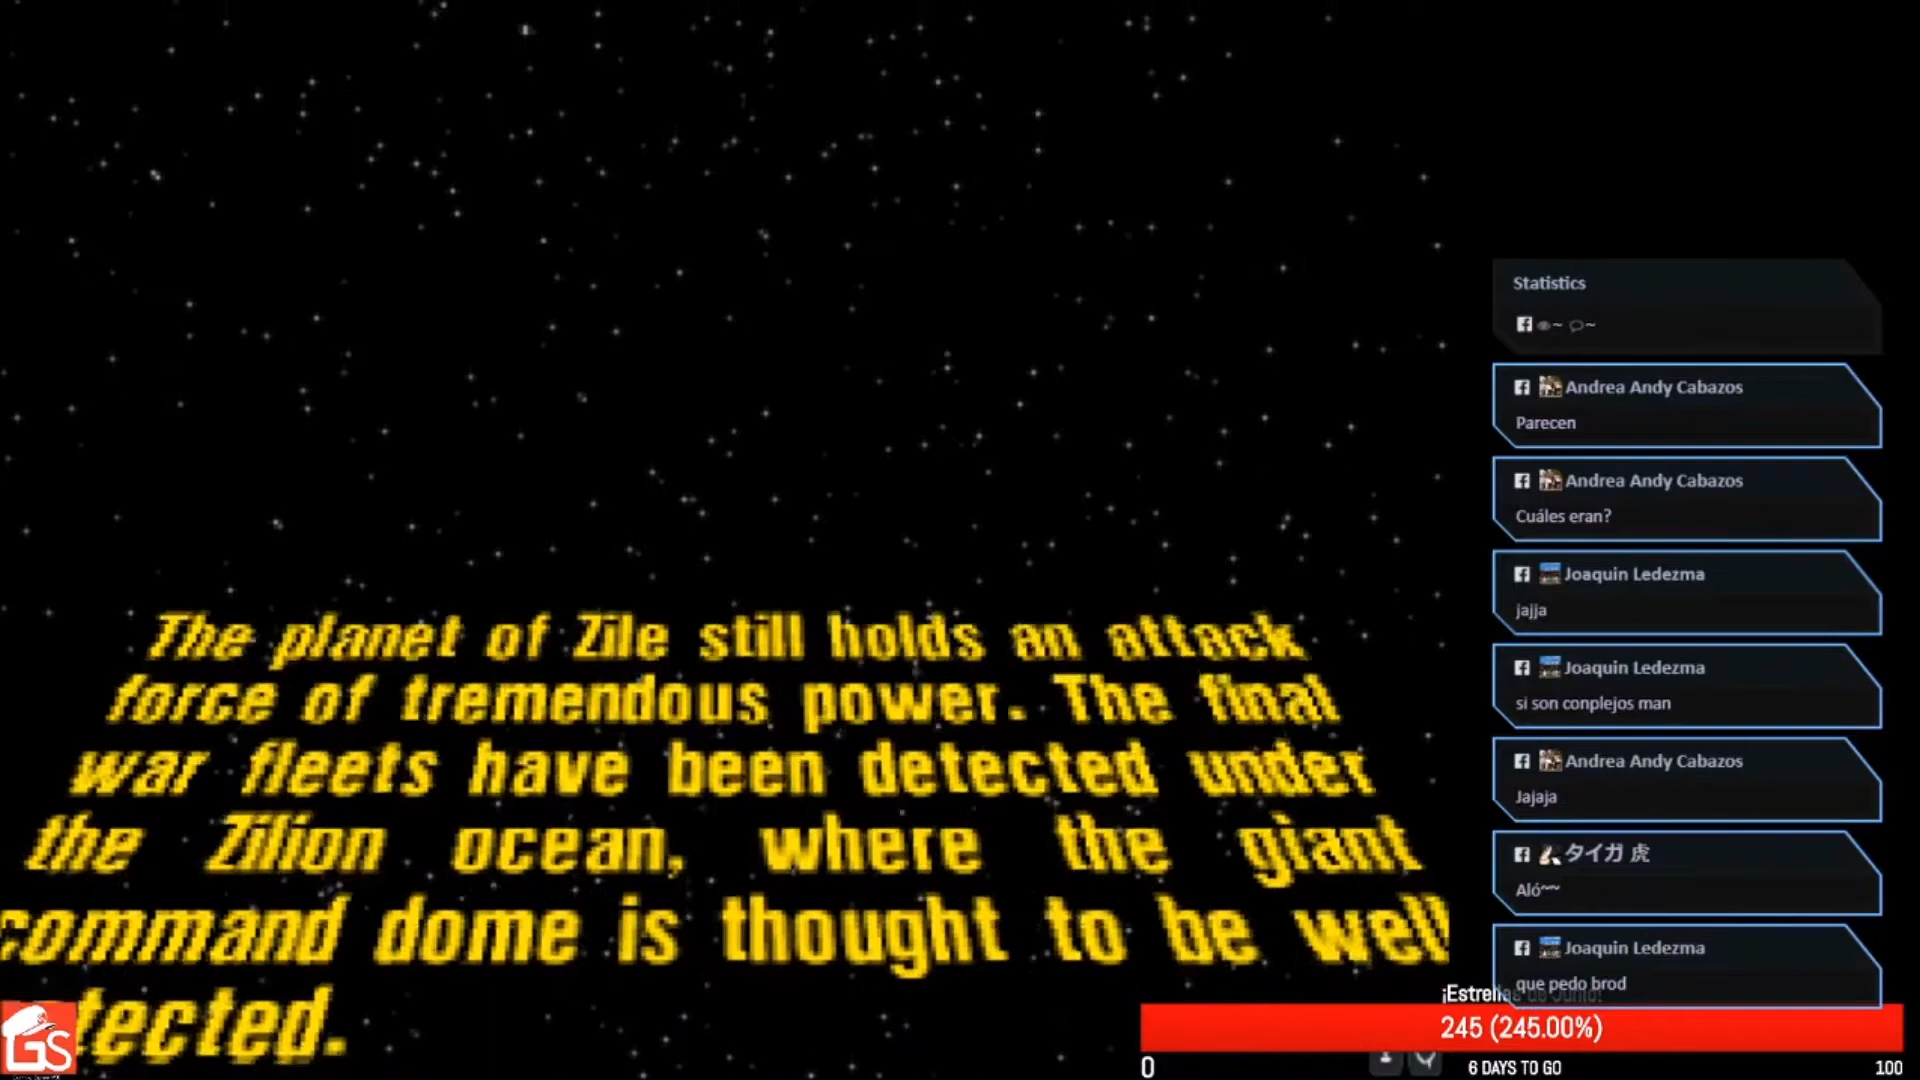 The planet of Zile still holds an attack
force of tremendous power. The final
war fleets have been detected under
the Zilion ocean, where the giant
command dome is thought to be well
tected.
GS
Statistics
~ ~
Andrea Andy Cabazos
Parecen
Andrea Andy Cabazos
Cuáles eran?
Joaquin Ledezma
jajja
Joaquin Ledezma
si son conplejos man
Andrea Andy Cabazos
Jajaja
タイガ 虎
Aló~~
Joaquin Ledezma
que pedo brod
¡Estrellas de Junio!
245 (245.00%)
0
6 DAYS TO GO
100